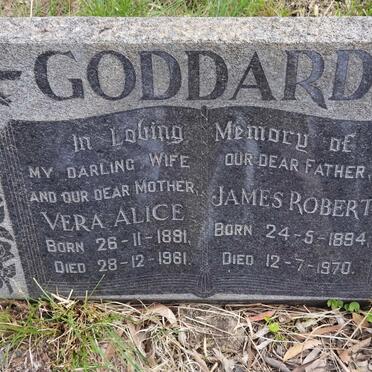 GODDARD
In Loving Memory of
MY DARLING WIFE
AND OUR DEAR MOTHER,
VERA ALICE
BORN 26-11-1891.
DIED 28-12-1961.
OUR DEAR FATHER,
JAMES ROBERT
BORN 24-5-1894.
DIED 12-7-1970.